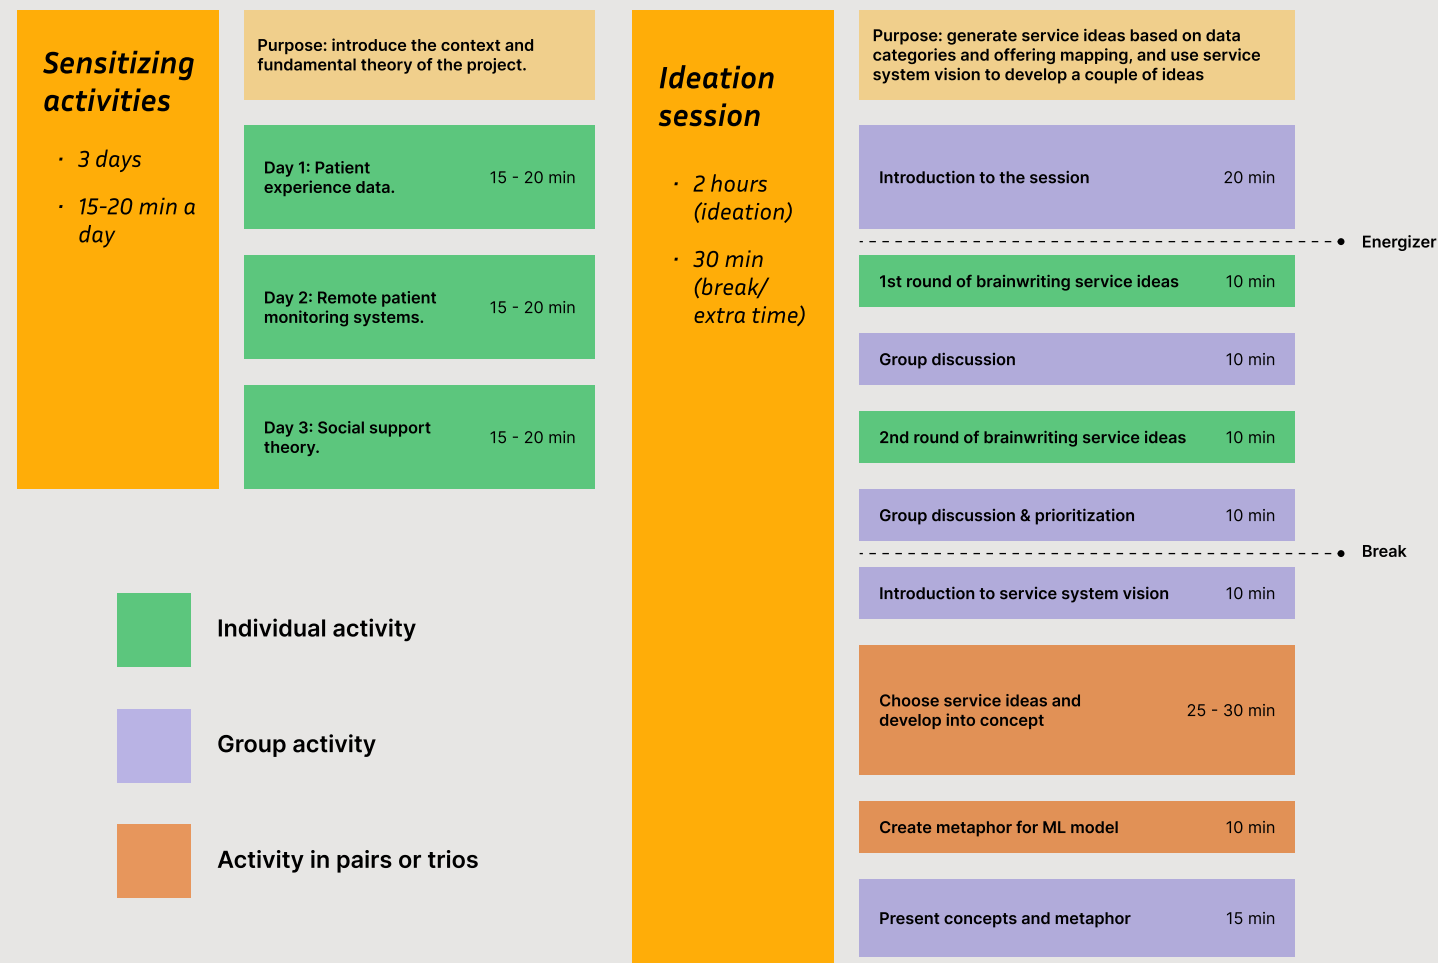 Sensitizing
activities
· 3 days
· 15-20 min a
day
Purpose: introduce the context and
fundamental theory of the project.
Day 1: Patient
experience data.
15 - 20 min
Day 2: Remote patient
monitoring systems.
15 - 20 min
Day 3: Social support
theory.
15 - 20 min
Individual activity
Group activity
Activity in pairs or trios
Ideation
session
· 2 hours
(ideation)
· 30 min
(break/
extra time)
Purpose: generate service ideas based on data
categories and offering mapping, and use service
system vision to develop a couple of ideas
Introduction to the session 20 min
Energizer
1st round of brainwriting service ideas 10 min
Group discussion 10 min
2nd round of brainwriting service ideas 10 min
Group discussion & prioritization 10 min
Break
Introduction to service system vision 10 min
Choose service ideas and
develop into concept
25 - 30 min
Create metaphor for ML model 10 min
Present concepts and metaphor 15 min